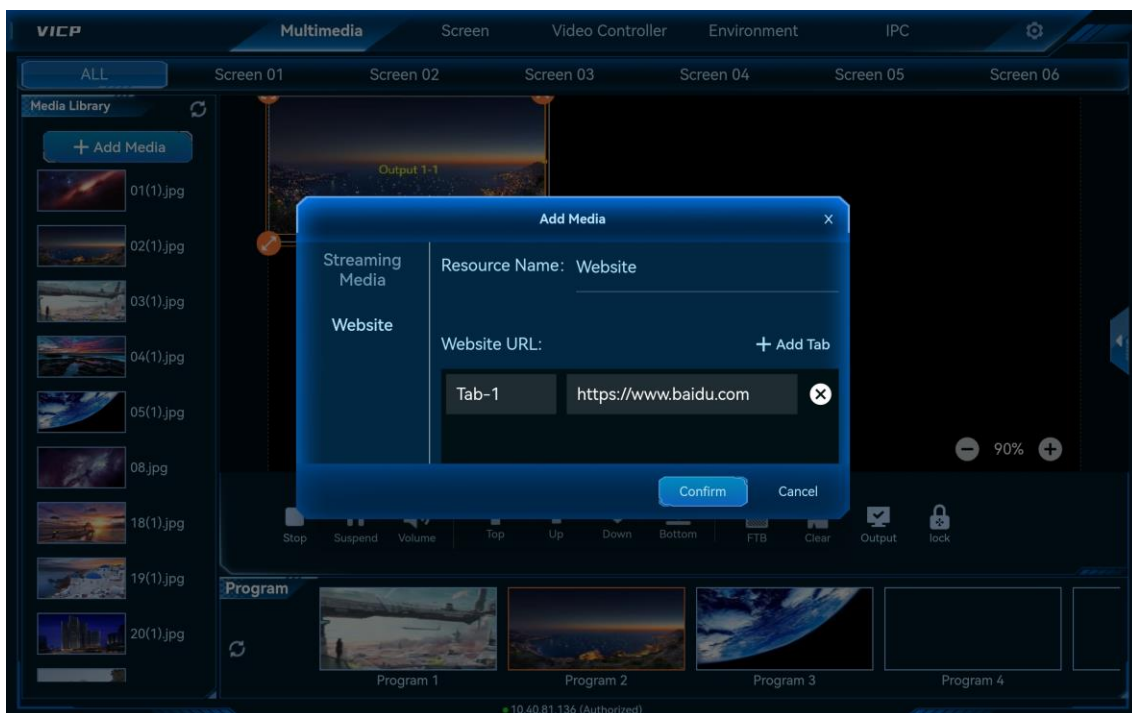 VICP
Multimedia
Screen
Video Controller
Environment
IPC
ALL
Screen 01
Screen 02
Screen 03
Screen 04
Screen 05
Screen 06
Media Library
+ Add Media
01(1).jpg
02(1).jpg
03(1).jpg
04(1).jpg
05(1).jpg
08.jpg
18(1).jpg
19(1).jpg
20(1).jpg
Output 1-1
Add Media
x
Streaming
Media
Website
Resource Name: Website
Website URL:
+ Add Tab
Tab-1
https://www.baidu.com
Confirm
Cancel
90%
Stop
Suspend
Volume
Top
Up
Down
Bottom
FTB
Clear
Output
lock
Program
Program 1
Program 2
Program 3
Program 4
10.40.81.136 (Authorized)